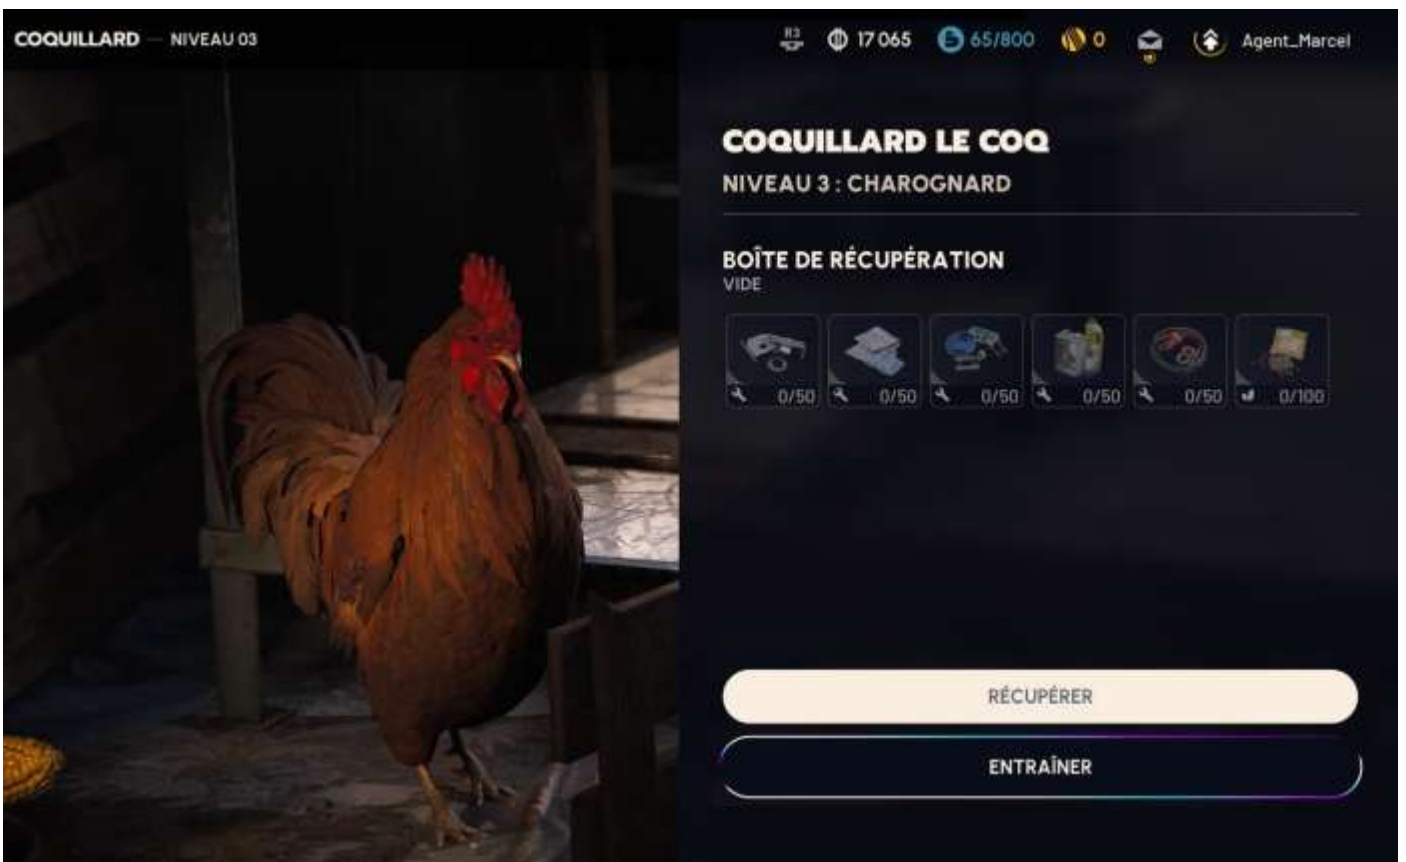 COQUILLARD — NIVEAU 03
R3 17 065 65/800 0 Agent_Marcel
COQUILLARD LE COQ
NIVEAU 3 : CHAROGNARD
BOÎTE DE RÉCUPÉRATION
VIDE
0/50 0/50 0/50 0/50 0/50 0/100
RÉCUPÉRER
ENTRAÎNER